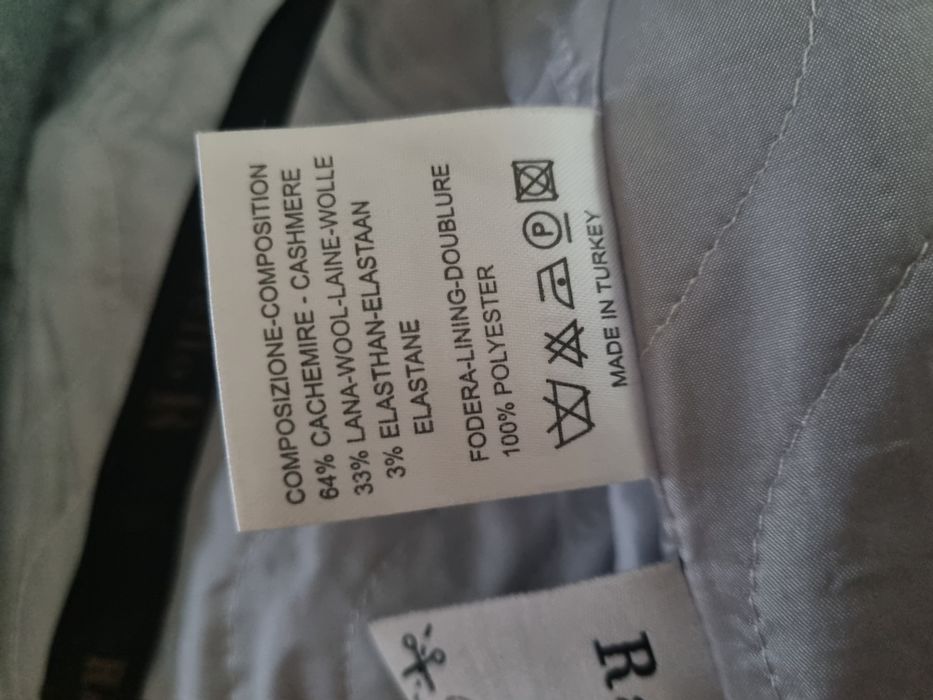 COMPOSIZIONE-COMPOSITION
64% CACHEMIRE - CASHMERE
33% LANA-WOOL-LAINE-WOLLE
3% ELASTHAN-ELASTAAN
ELASTANE
FODERA-LINING-DOUBLURE
100% POLYESTER
P
MADE IN TURKEY
R